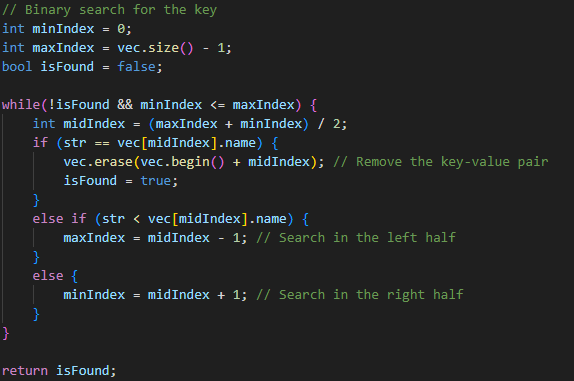 // Binary search for the key
int minIndex = 0;
int maxIndex = vec.size() - 1;
bool isFound = false;

while(!isFound && minIndex <= maxIndex) {
    int midIndex = (maxIndex + minIndex) / 2;
    if (str == vec[midIndex].name) {
        vec.erase(vec.begin() + midIndex); // Remove the key-value pair
        isFound = true;
    }
    else if (str < vec[midIndex].name) {
        maxIndex = midIndex - 1; // Search in the left half
    }
    else {
        minIndex = midIndex + 1; // Search in the right half
    }
}

return isFound;